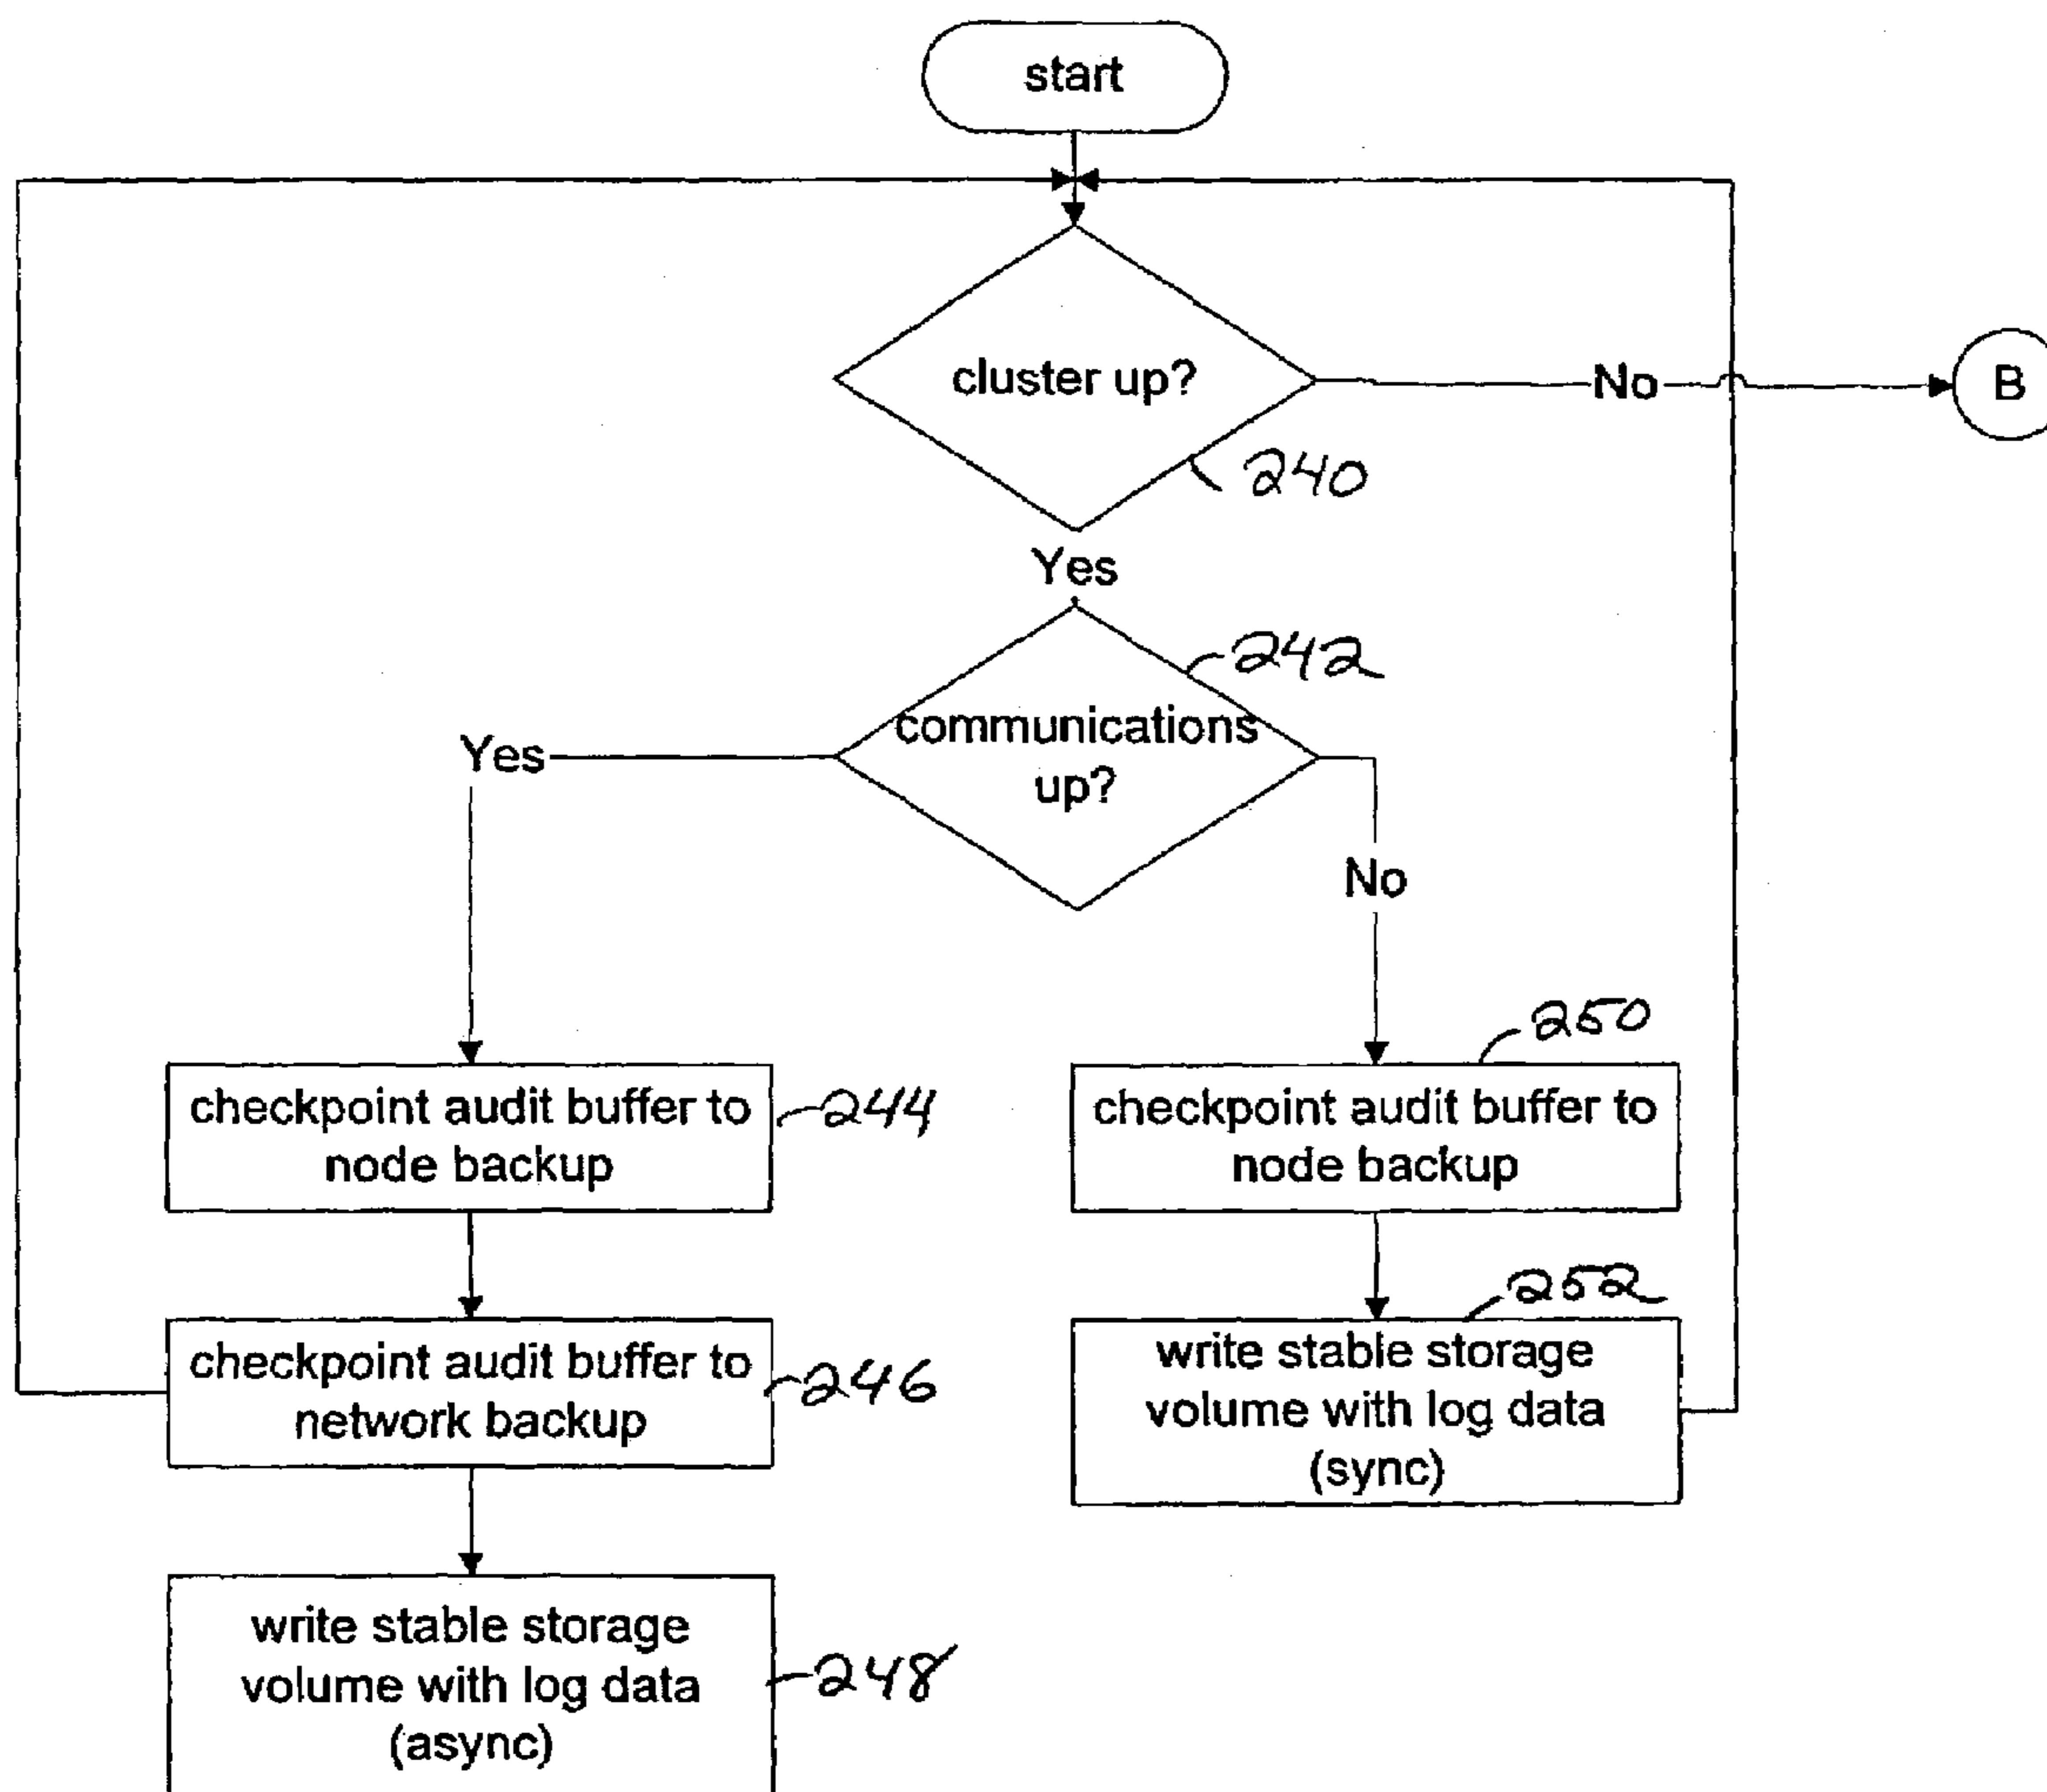 start
cluster up?
No
B
240
Yes
242
communications
up?
Yes
No
250
checkpoint audit buffer to
node backup
244
checkpoint audit buffer to
node backup
252
checkpoint audit buffer to
network backup
246
write stable storage
volume with log data
(sync)
write stable storage
volume with log data
(async)
248